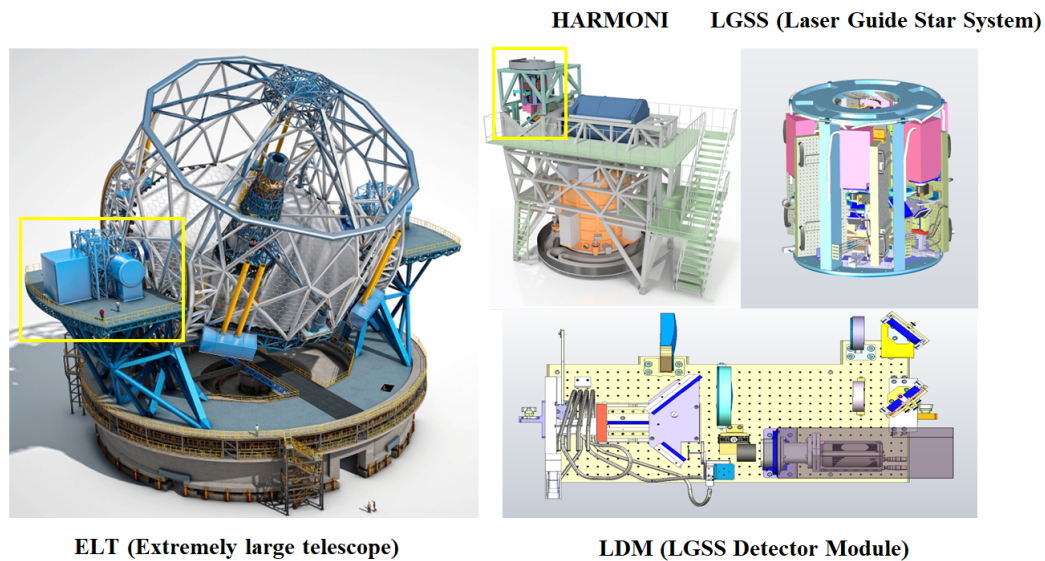 HARMONI LGSS (Laser Guide Star System)
ELT (Extremely large telescope)
LDM (LGSS Detector Module)